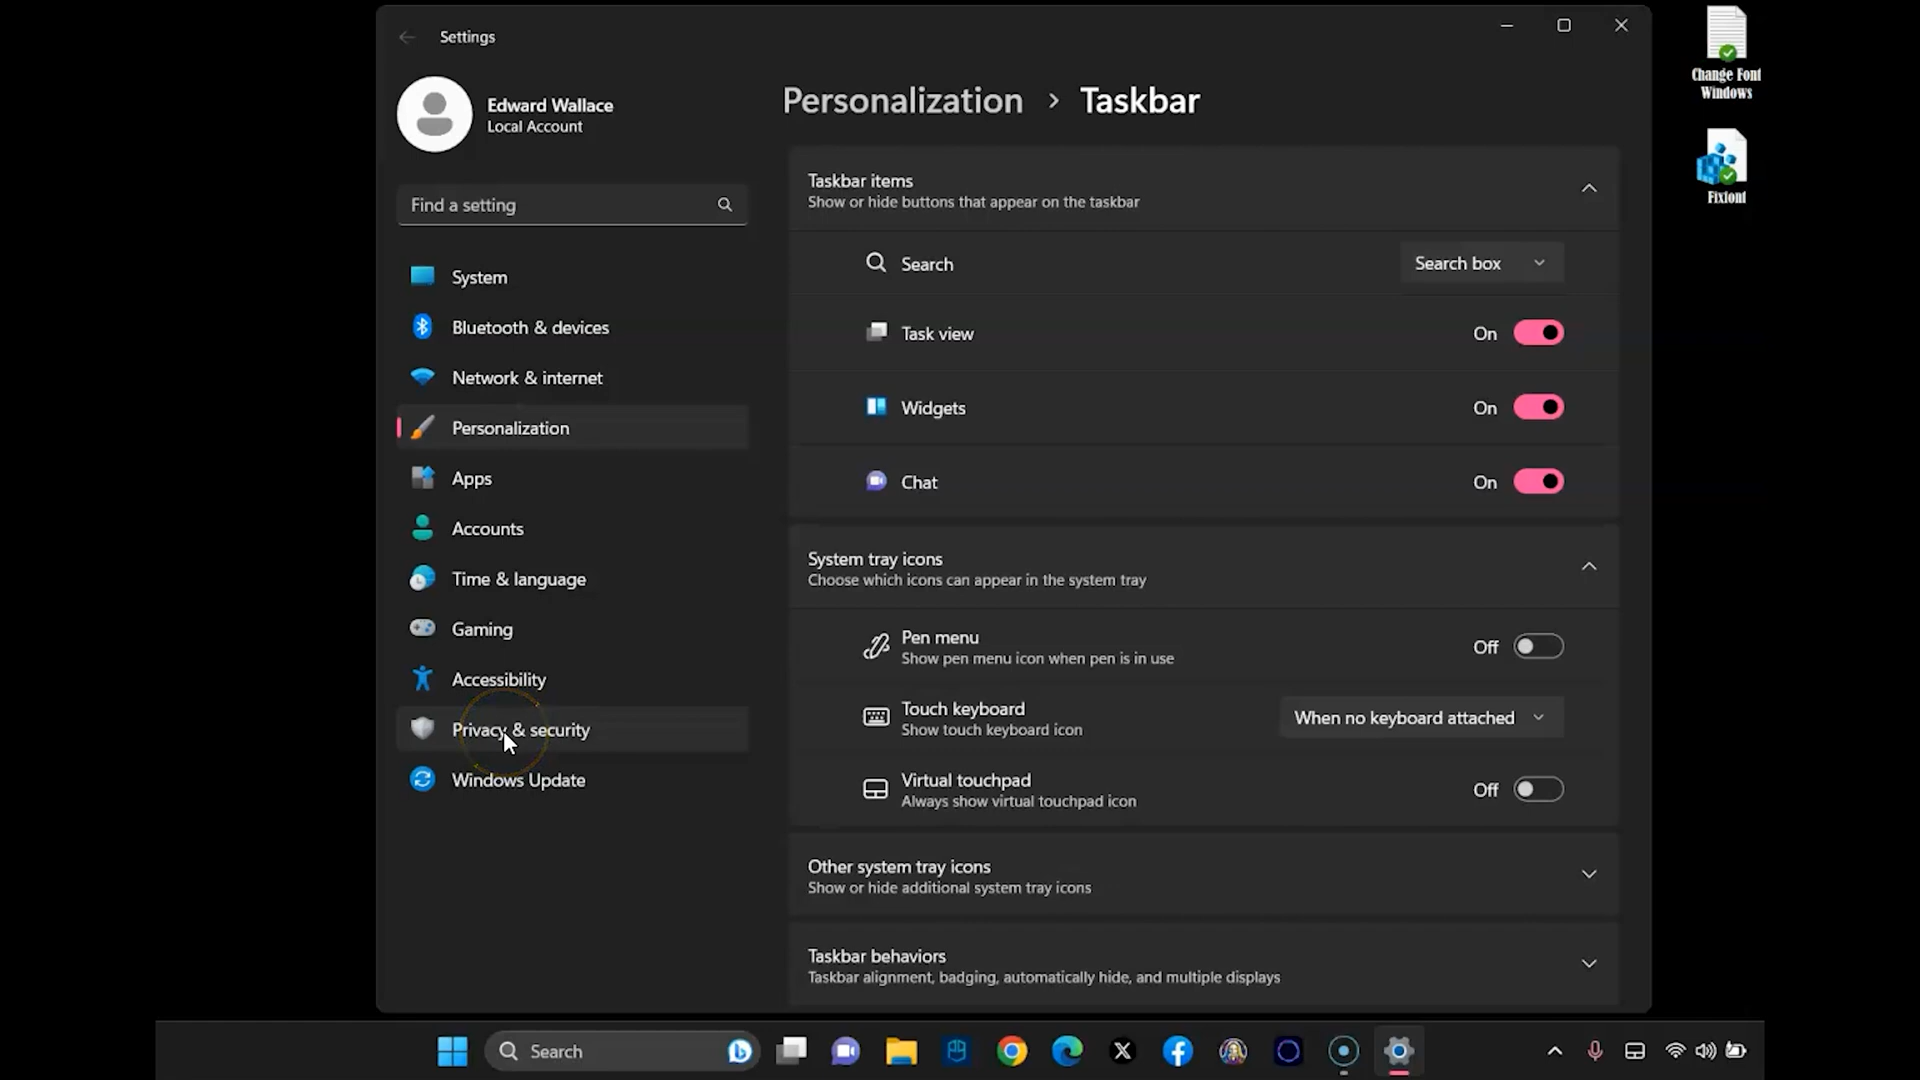 Settings
Edward Wallace
Local Account
Find a setting
System
Bluetooth & devices
Network & internet
Personalization
Apps
Accounts
Time & language
Gaming
Accessibility
Privacy & security
Windows Update
Personalization > Taskbar
Taskbar items
Show or hide buttons that appear on the taskbar
Search
Search box
Task view
On
Widgets
On
Chat
On
System tray icons
Choose which icons can appear in the system tray
Pen menu
Show pen menu icon when pen is in use
Off
Touch keyboard
Show touch keyboard icon
When no keyboard attached
Virtual touchpad
Always show virtual touchpad icon
Off
Other system tray icons
Show or hide additional system tray icons
Taskbar behaviors
Taskbar alignment, badging, automatically hide, and multiple displays
Change Font
Windows
Fixfont
Search